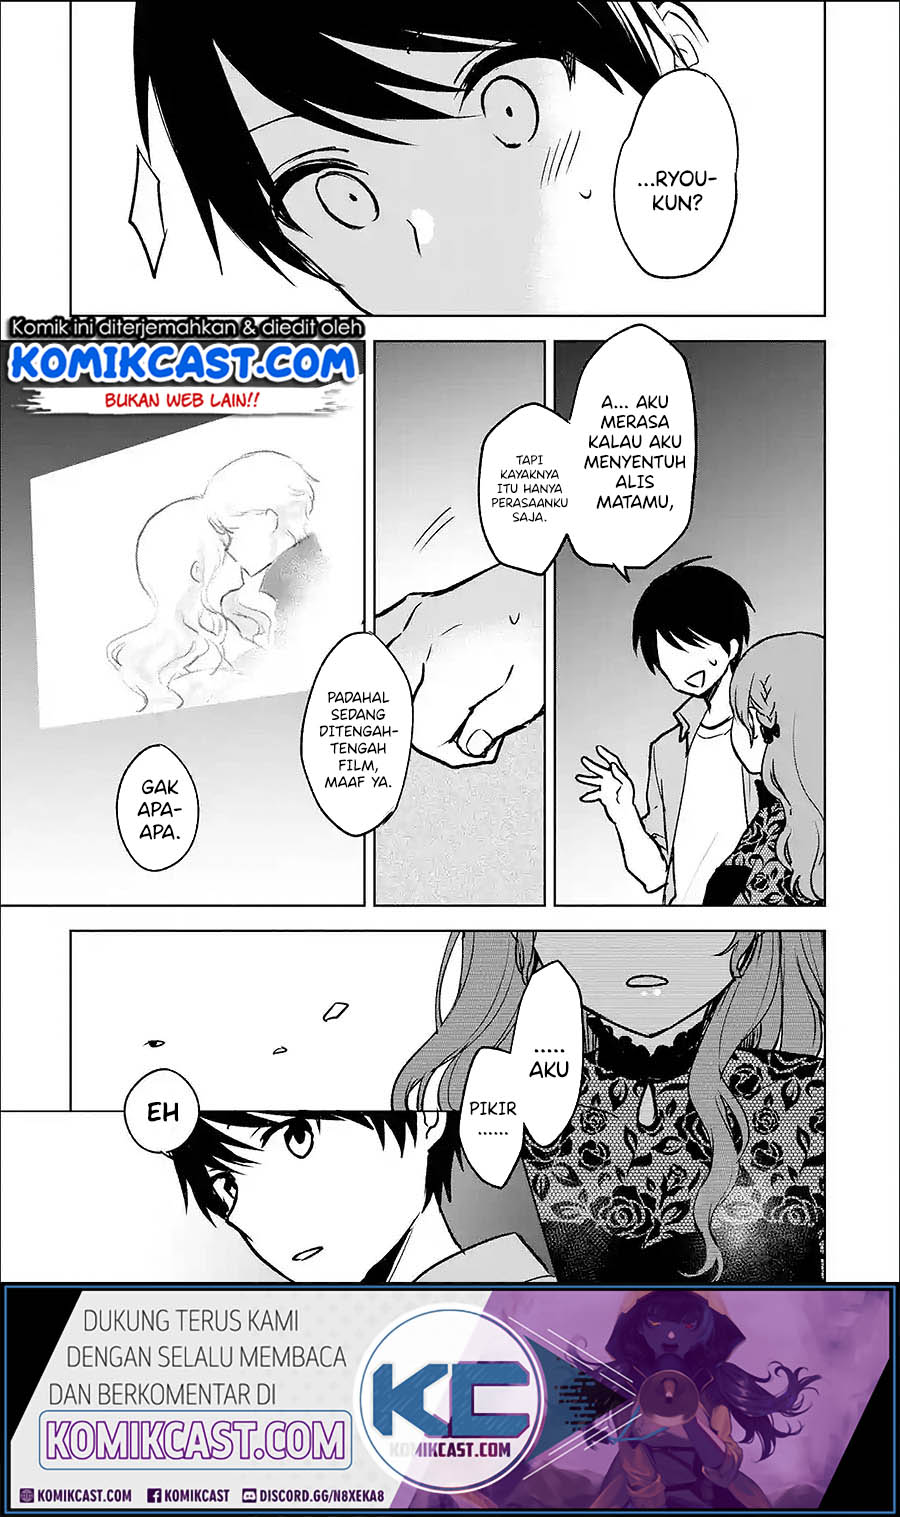 ...RYOU-
KUN?
Komik ini diterjemahkan & diedit oleh
KOMIKCAST.COM
BUKAN WEB LAIN!!
A... AKU
MERASA
KALAU AKU
MENYENTUH
ALIS
MATAMU,
TAPI
KAYAKNYA
ITU HANYA
PERASAANKU
SAJA.
PADAHAL
SEDANG
DITENGAH-
TENGAH
FILM,
MAAF YA.
GAK
APA-
APA.
.....
AKU
PIKIR
......
EH
DUKUNG TERUS KAMI
DENGAN SELALU MEMBACA
DAN BERKOMENTAR DI
KOMIKCAST.COM
KC
KOMIKCAST.COM
KOMIKCAST.COM
KOMIKCAST
DISCORD.GG/N8XEKA8